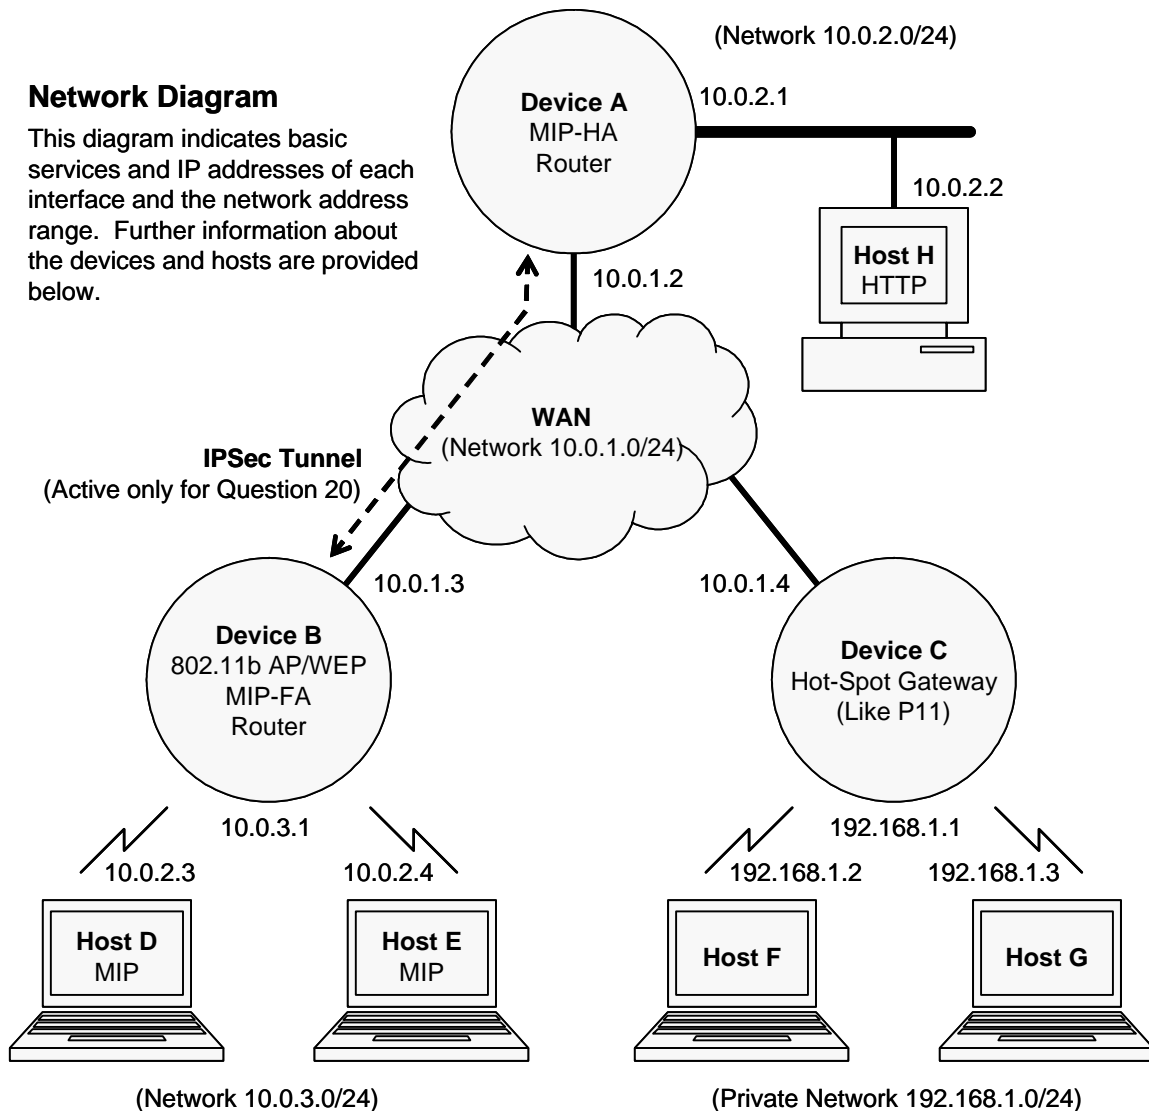 (Network 10.0.2.0/24)
Network Diagram
This diagram indicates basic
services and IP addresses of each
interface and the network address
range.  Further information about
the devices and hosts are provided
below.
Device A
MIP-HA
Router
10.0.2.1
10.0.2.2
Host H
HTTP
10.0.1.2
WAN
(Network 10.0.1.0/24)
IPSec Tunnel
(Active only for Question 20)
10.0.1.3
10.0.1.4
Device B
802.11b AP/WEP
MIP-FA
Router
Device C
Hot-Spot Gateway
(Like P11)
10.0.3.1
192.168.1.1
10.0.2.3
10.0.2.4
192.168.1.2
192.168.1.3
Host D
MIP
Host E
MIP
Host F
Host G
(Network 10.0.3.0/24)
(Private Network 192.168.1.0/24)